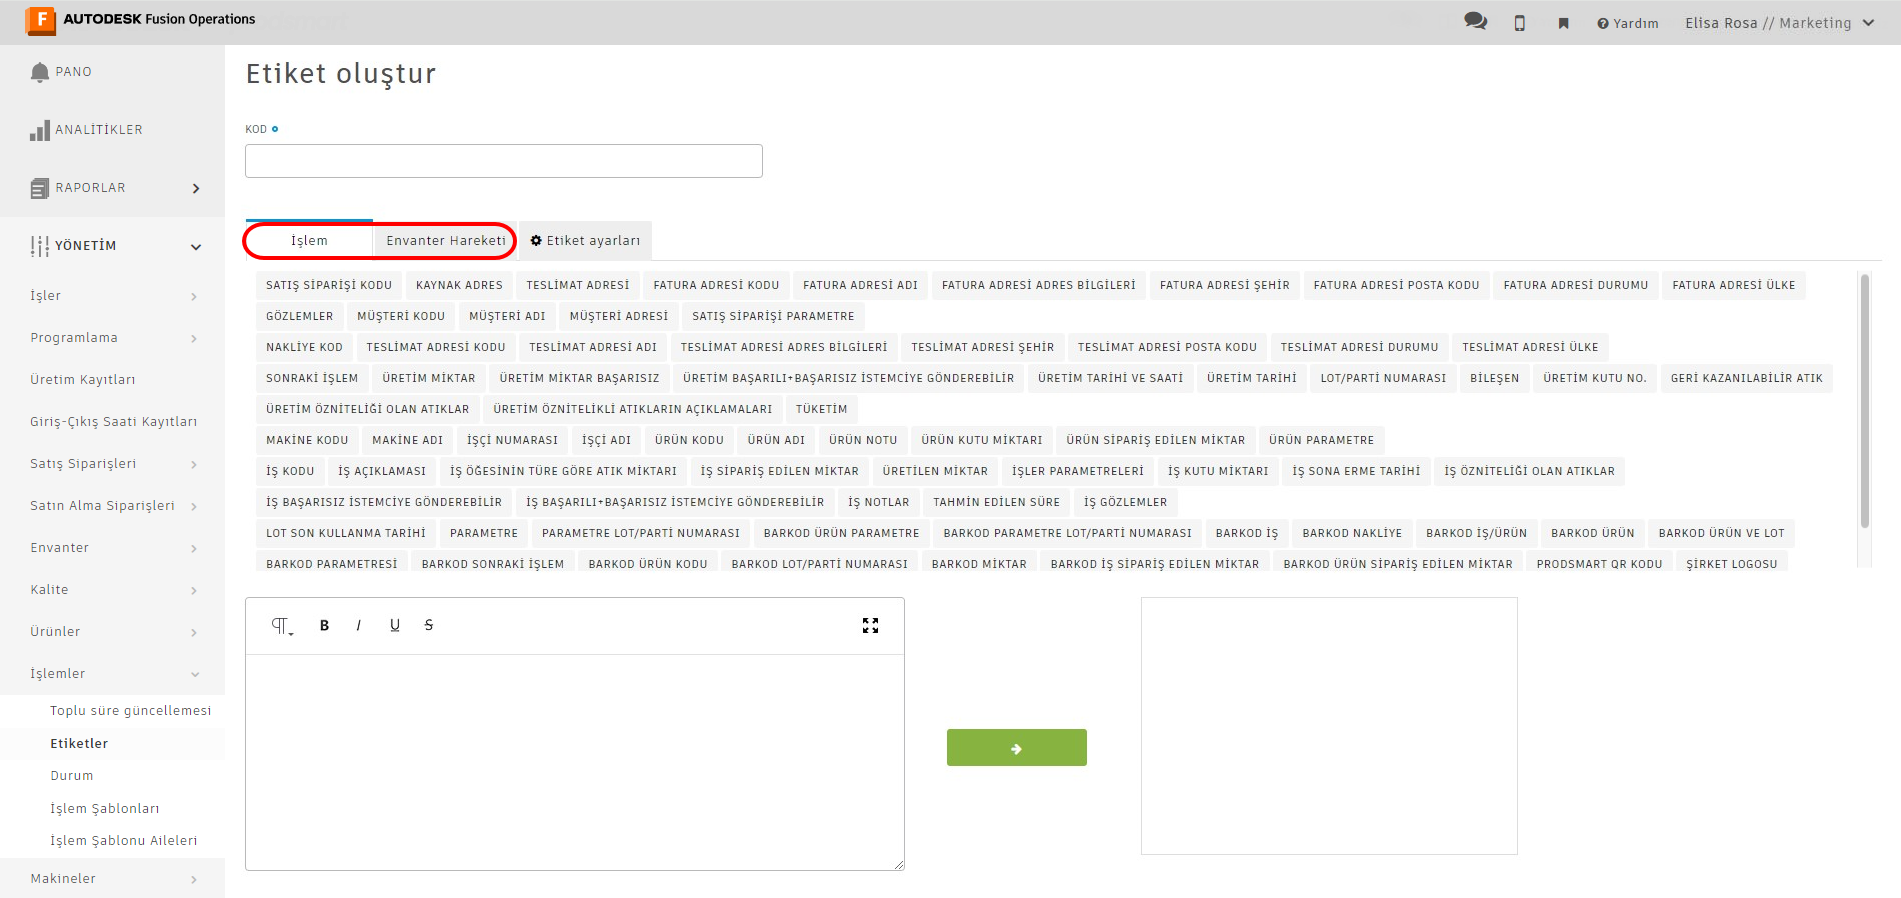 AUTODESK Fusion Operations
Yardım
Elisa Rosa // Marketing
PANO
ANALİTİKLER
RAPORLAR
YÖNETİM
İşler
Programlama
Üretim Kayıtları
Giriş-Çıkış Saati Kayıtları
Satış Siparişleri
Satın Alma Siparişleri
Envanter
Kalite
Ürünler
İşlemler
Toplu süre güncellemesi
Etiketler
Durum
İşlem Şablonları
İşlem Şablonu Aileleri
Makineler
Etiket oluştur
KOD
İşlem Envanter Hareketi Etiket ayarları
SATIŞ SİPARİŞİ KODU KAYNAK ADRES TESLİMAT ADRESİ FATURA ADRESİ KODU FATURA ADRESİ ADI FATURA ADRESİ ADRES BİLGİLERİ FATURA ADRESİ ŞEHİR FATURA ADRESİ POSTA KODU FATURA ADRESİ DURUMU FATURA ADRESİ ÜLKE
GÖZLEMLER MÜŞTERİ KODU MÜŞTERİ ADI MÜŞTERİ ADRESİ SATIŞ SİPARİŞİ PARAMETRE
NAKLİYE KOD TESLİMAT ADRESİ KODU TESLİMAT ADRESİ ADI TESLİMAT ADRESİ ADRES BİLGİLERİ TESLİMAT ADRESİ ŞEHİR TESLİMAT ADRESİ POSTA KODU TESLİMAT ADRESİ DURUMU TESLİMAT ADRESİ ÜLKE
SONRAKİ İŞLEM ÜRETİM MİKTAR ÜRETİM MİKTAR BAŞARISIZ ÜRETİM BAŞARILI+BAŞARISIZ İSTEMCİYE GÖNDEREBİLİR ÜRETİM TARİHİ VE SAATİ ÜRETİM TARİHİ LOT/PARTİ NUMARASI BİLEŞEN ÜRETİM KUTU NO. GERİ KAZANILABİLİR ATIK
ÜRETİM ÖZNİTELİĞİ OLAN ATIKLAR ÜRETİM ÖZNİTELİKLİ ATIKLARIN AÇIKLAMALARI TÜKETİM
MAKİNE KODU MAKİNE ADI İŞÇİ NUMARASI İŞÇİ ADI ÜRÜN KODU ÜRÜN ADI ÜRÜN NOTU ÜRÜN KUTU MİKTARI ÜRÜN SİPARİŞ EDİLEN MİKTAR ÜRÜN PARAMETRE
İŞ KODU İŞ AÇIKLAMASI İŞ ÖĞESİNİN TÜRE GÖRE ATIK MİKTARI İŞ SİPARİŞ EDİLEN MİKTAR ÜRETİLEN MİKTAR İŞLER PARAMETRELERİ İŞ KUTU MİKTARI İŞ SONA ERME TARİHİ İŞ ÖZNİTELİĞİ OLAN ATIKLAR
İŞ BAŞARISIZ İSTEMCİYE GÖNDEREBİLİR İŞ BAŞARILI+BAŞARISIZ İSTEMCİYE GÖNDEREBİLİR İŞ NOTLAR TAHMİN EDİLEN SÜRE İŞ GÖZLEMLER
LOT SON KULLANMA TARİHİ PARAMETRE PARAMETRE LOT/PARTİ NUMARASI BARKOD ÜRÜN PARAMETRE BARKOD PARAMETRE LOT/PARTİ NUMARASI BARKOD İŞ BARKOD NAKLİYE BARKOD İŞ/ÜRÜN BARKOD ÜRÜN BARKOD ÜRÜN VE LOT
BARKOD PARAMETRESİ BARKOD SONRAKİ İŞLEM BARKOD ÜRÜN KODU BARKOD LOT/PARTİ NUMARASI BARKOD MİKTAR BARKOD İŞ SİPARİŞ EDİLEN MİKTAR BARKOD ÜRÜN SİPARİŞ EDİLEN MİKTAR PRODSMART QR KODU ŞİRKET LOGOSU
B I U S